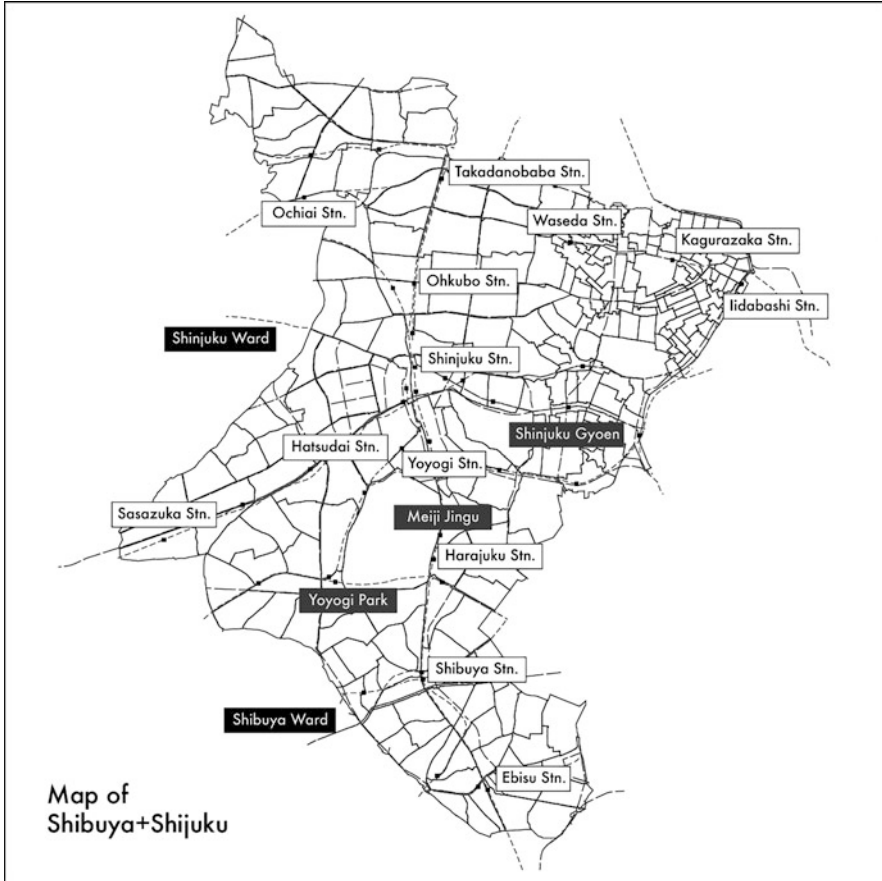 Takadanobaba Stn.
Ochiai Stn.
Waseda Stn.
Kagurazaka Stn.
Ohkubo Stn.
Iidabashi Stn.
Shinjuku Ward
Shinjuku Stn.
Shinjuku Gyoen
Hatsudai Stn.
Yoyogi Stn.
Sasazuka Stn.
Meiji Jingu
Harajuku Stn.
Yoyogi Park
Shibuya Stn.
Shibuya Ward
Ebisu Stn.
Map of
Shibuya+Shijuku